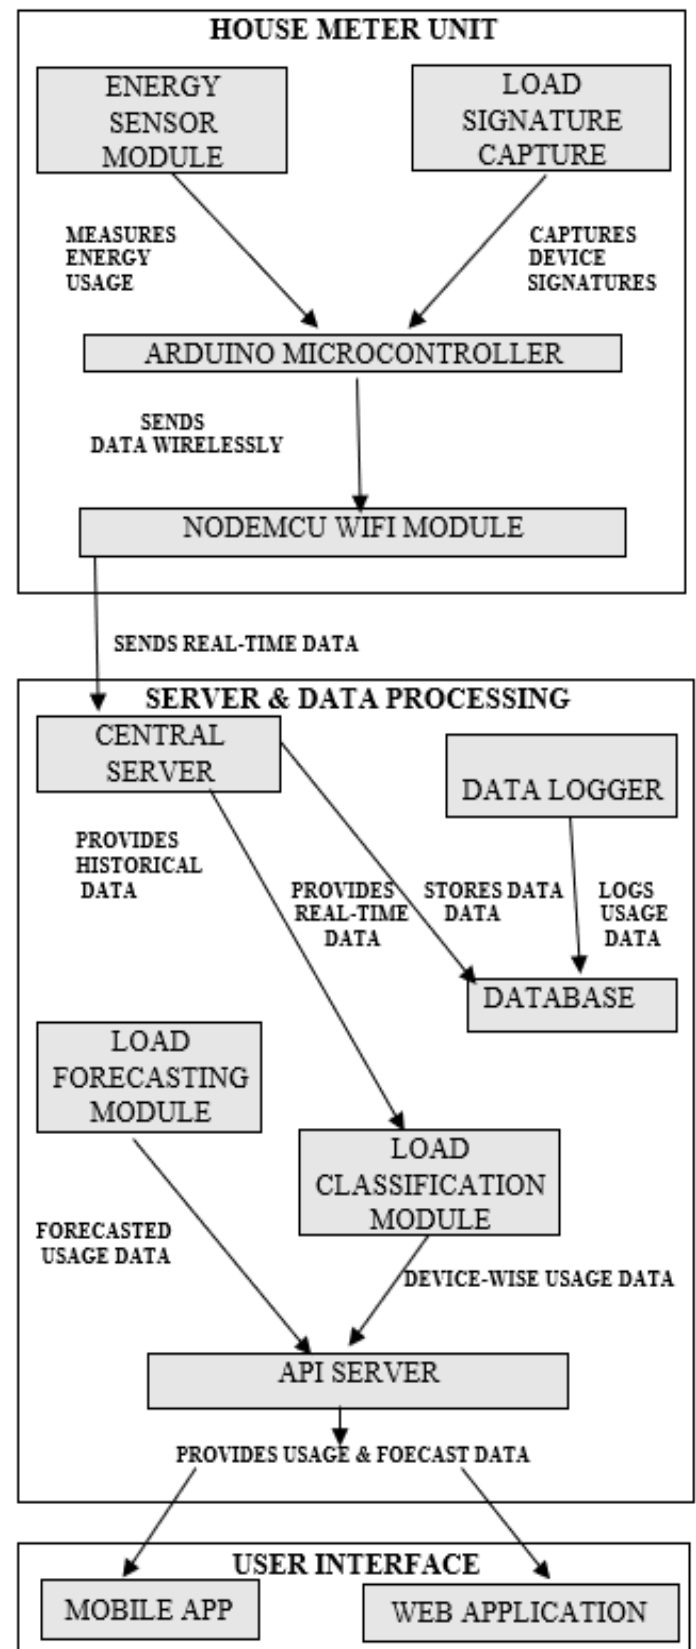 HOUSE METER UNIT
ENERGY
SENSOR
MODULE
LOAD
SIGNATURE
CAPTURE
MEASURES
ENERGY
USAGE
CAPTURES
DEVICE
SIGNATURES
ARDUINO MICROCONTROLLER
SENDS
DATA WIRELESSLY
NODEMCU WIFI MODULE
SENDS REAL-TIME DATA
SERVER & DATA PROCESSING
CENTRAL
SERVER
DATA LOGGER
PROVIDES
HISTORICAL
DATA
PROVIDES
REAL-TIME
DATA
STORES DATA
DATA
LOGS
USAGE
DATA
DATABASE
LOAD
FORECASTING
MODULE
LOAD
CLASSIFICATION
MODULE
FORECASTED
USAGE DATA
DEVICE-WISE USAGE DATA
API SERVER
PROVIDES USAGE & FOECAST DATA
USER INTERFACE
MOBILE APP
WEB APPLICATION